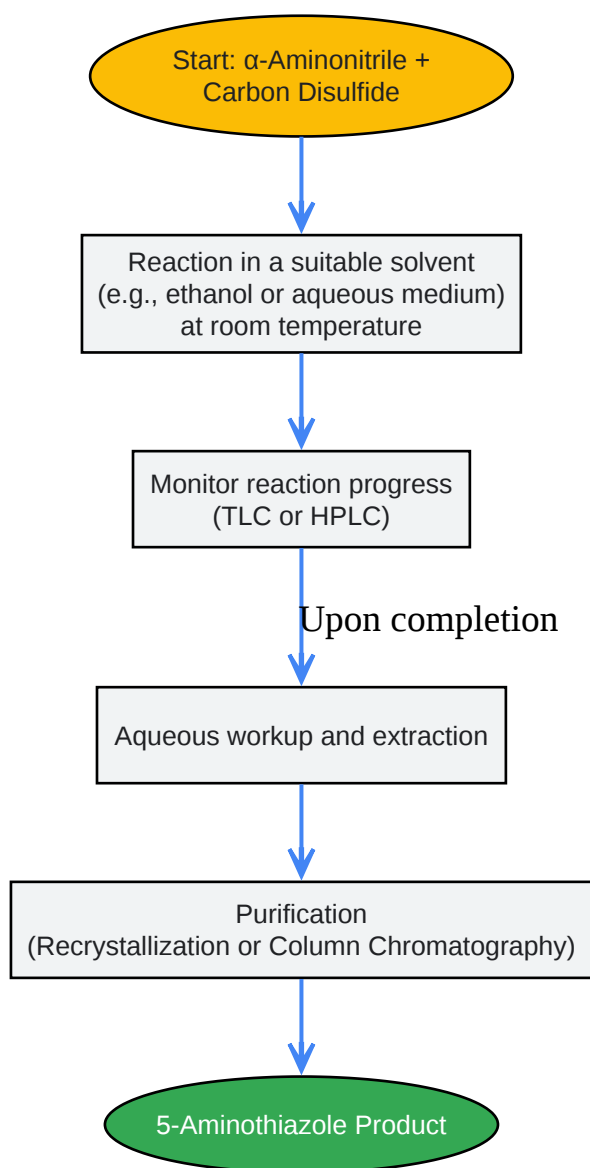 Start: α-Aminonitrile +
Carbon Disulfide
Reaction in a suitable solvent
(e.g., ethanol or aqueous medium)
at room temperature
Monitor reaction progress
(TLC or HPLC)
Upon completion
Aqueous workup and extraction
Purification
(Recrystallization or Column Chromatography)
5-Aminothiazole Product